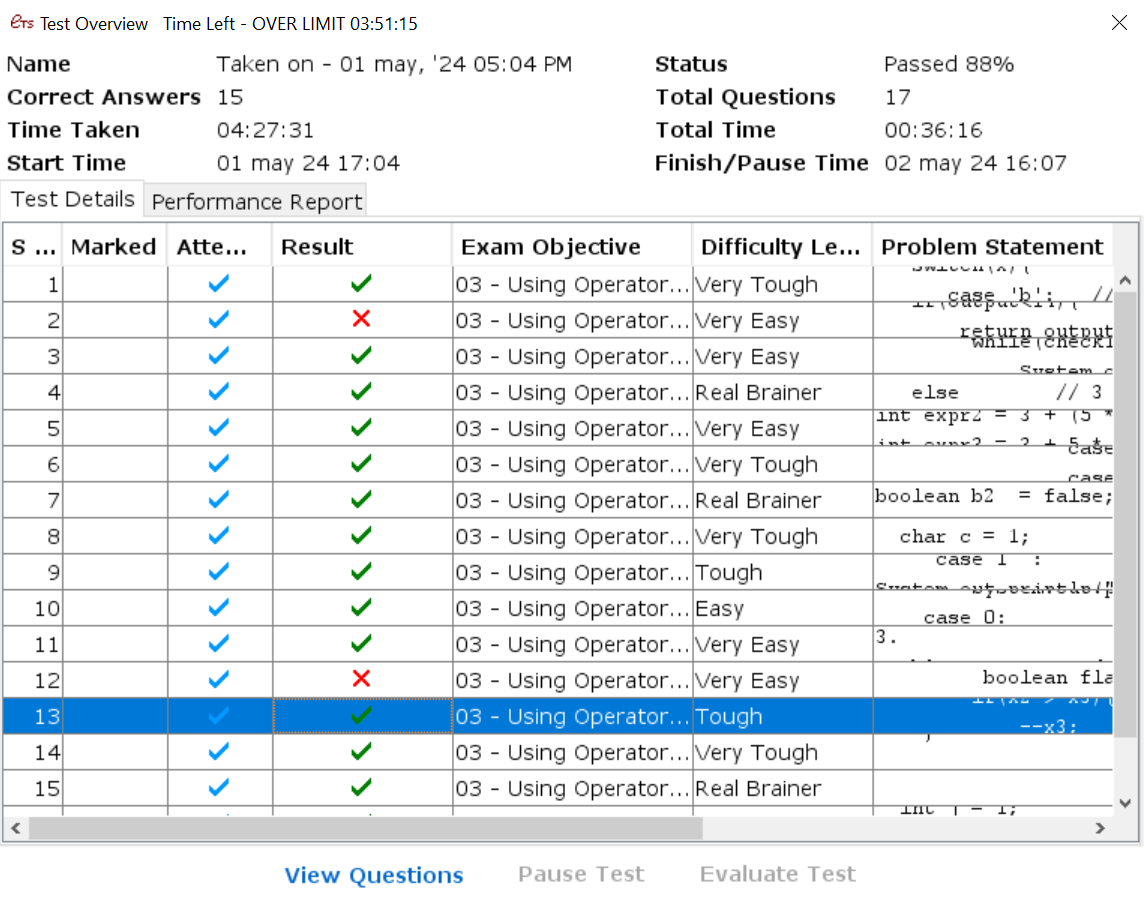 ETS Test Overview Time Left - OVER LIMIT 03:51:15
Name Taken on - 01 may, '24 05:04 PM Status Passed 88%
Correct Answers 15 Total Questions 17
Time Taken 04:27:31 Total Time 00:36:16
Start Time 01 may 24 17:04 Finish/Pause Time 02 may 24 16:07
Test Details Performance Report
S ... Marked Atte... Result Exam Objective Difficulty Le... Problem Statement
1 03 - Using Operator... Very Tough switch(x){
case 'b': //
2 03 - Using Operator... Very Easy
return output
3 03 - Using Operator... Very Easy
System
4 03 - Using Operator... Real Brainer else // 3
5 03 - Using Operator... Very Easy int expr2 = 3 + (5 *
6 03 - Using Operator... Very Tough case
case
7 03 - Using Operator... Real Brainer boolean b2 = false;
8 03 - Using Operator... Very Tough char c = 1;
9 03 - Using Operator... Tough case 1 :
10 03 - Using Operator... Easy case 0:
11 03 - Using Operator... Very Easy 3.
12 03 - Using Operator... Very Easy boolean fla
13 03 - Using Operator... Tough if(x2 > x3){
--x3;
14 03 - Using Operator... Very Tough
15 03 - Using Operator... Real Brainer
View Questions Pause Test Evaluate Test